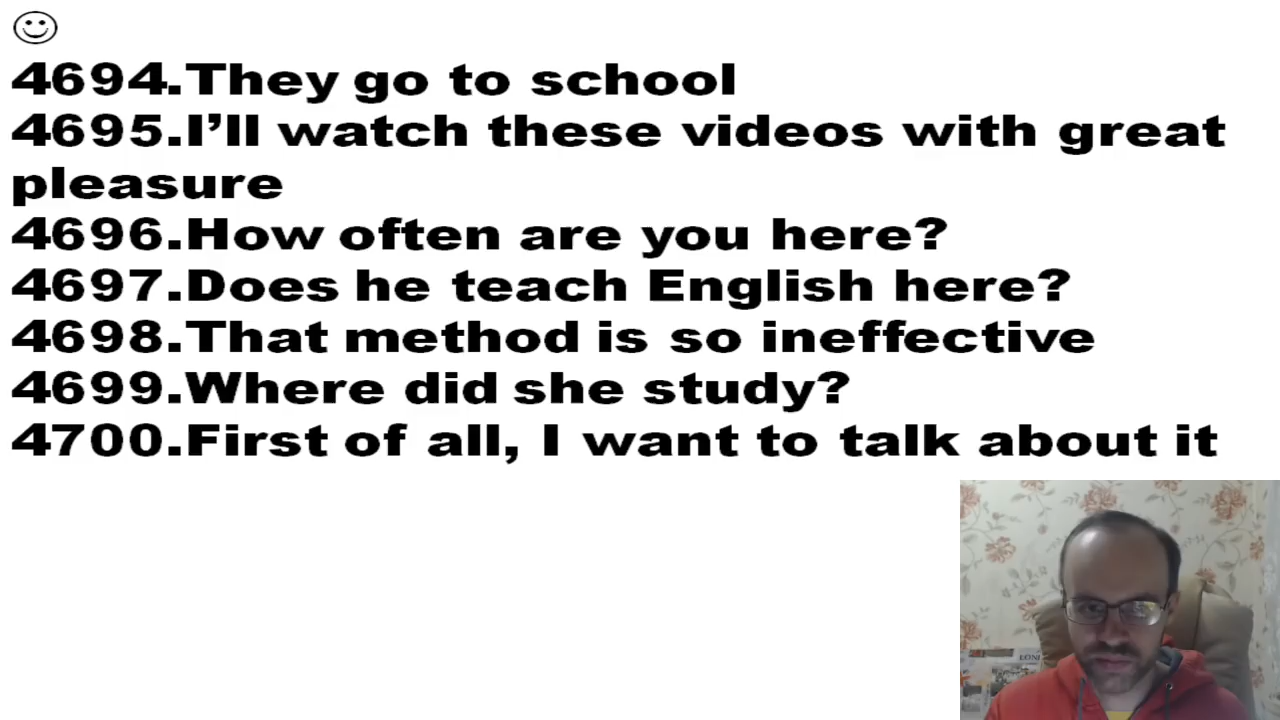 4694.They go to school
4695.I’ll watch these videos with great
pleasure
4696.How often are you here?
4697.Does he teach English here?
4698.That method is so ineffective
4699.Where did she study?
4700.First of all, I want to talk about it